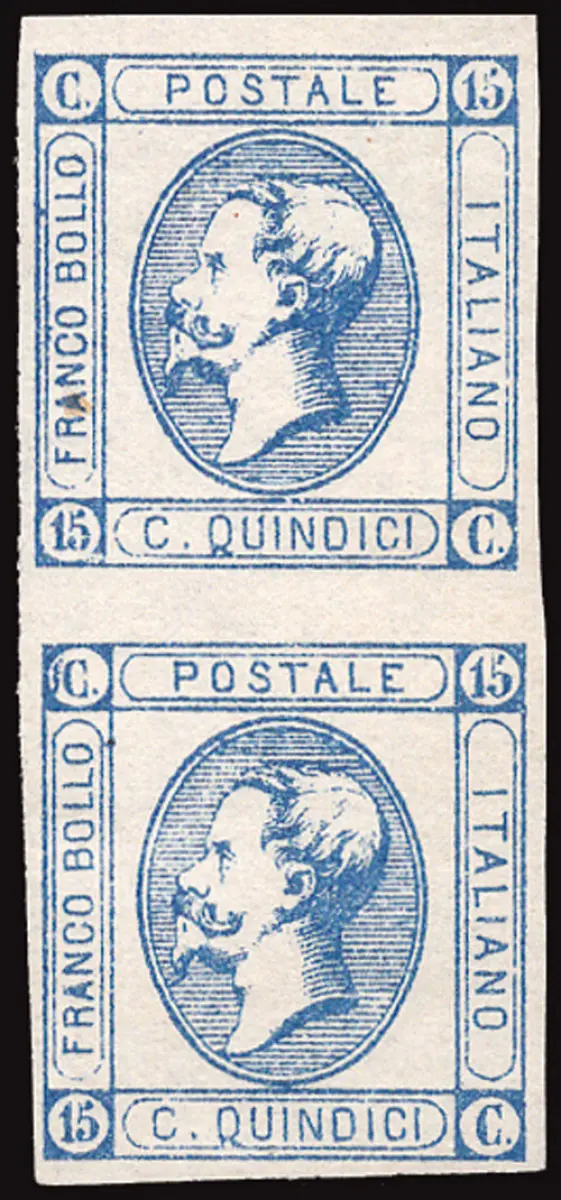 C. POSTALE 15
FRANCO BOLLO
ITALIANO
15 C. QUINDICI C.
C. POSTALE 15
FRANCO BOLLO
ITALIANO
15 C. QUINDICI C.